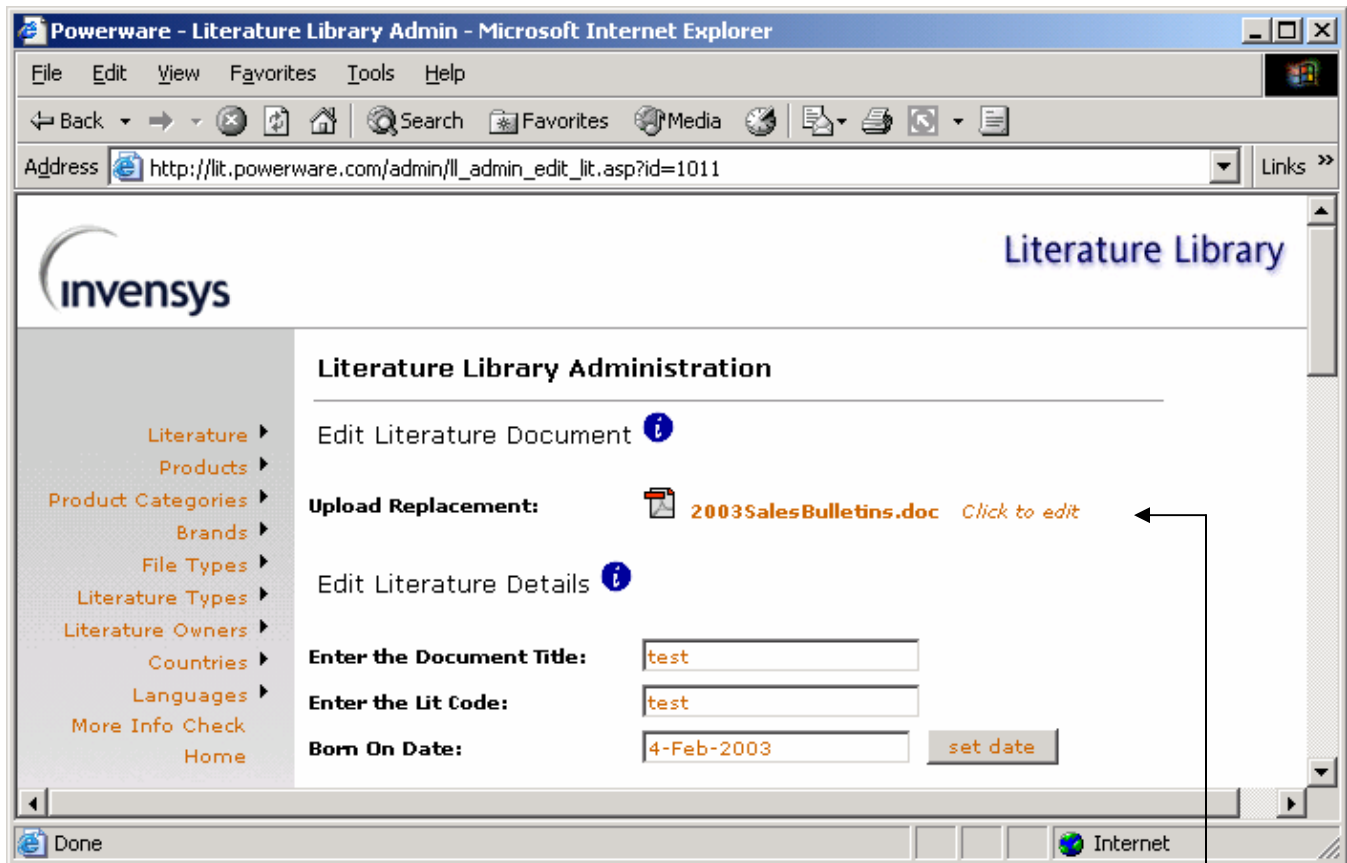 Powerware - Literature Library Admin - Microsoft Internet Explorer
File Edit View Favorites Tools Help
Back Search Favorites Media
Address http://lit.powerware.com/admin/ll_admin_edit_lit.asp?id=1011 Links »
invensys
Literature Library
Literature Library Administration
Literature
Products
Product Categories
Brands
File Types
Literature Types
Literature Owners
Countries
Languages
More Info Check
Home
Edit Literature Document i
Upload Replacement: 2003SalesBulletins.doc Click to edit
Edit Literature Details i
Enter the Document Title: test
Enter the Lit Code: test
Born On Date: 4-Feb-2003 set date
Done Internet